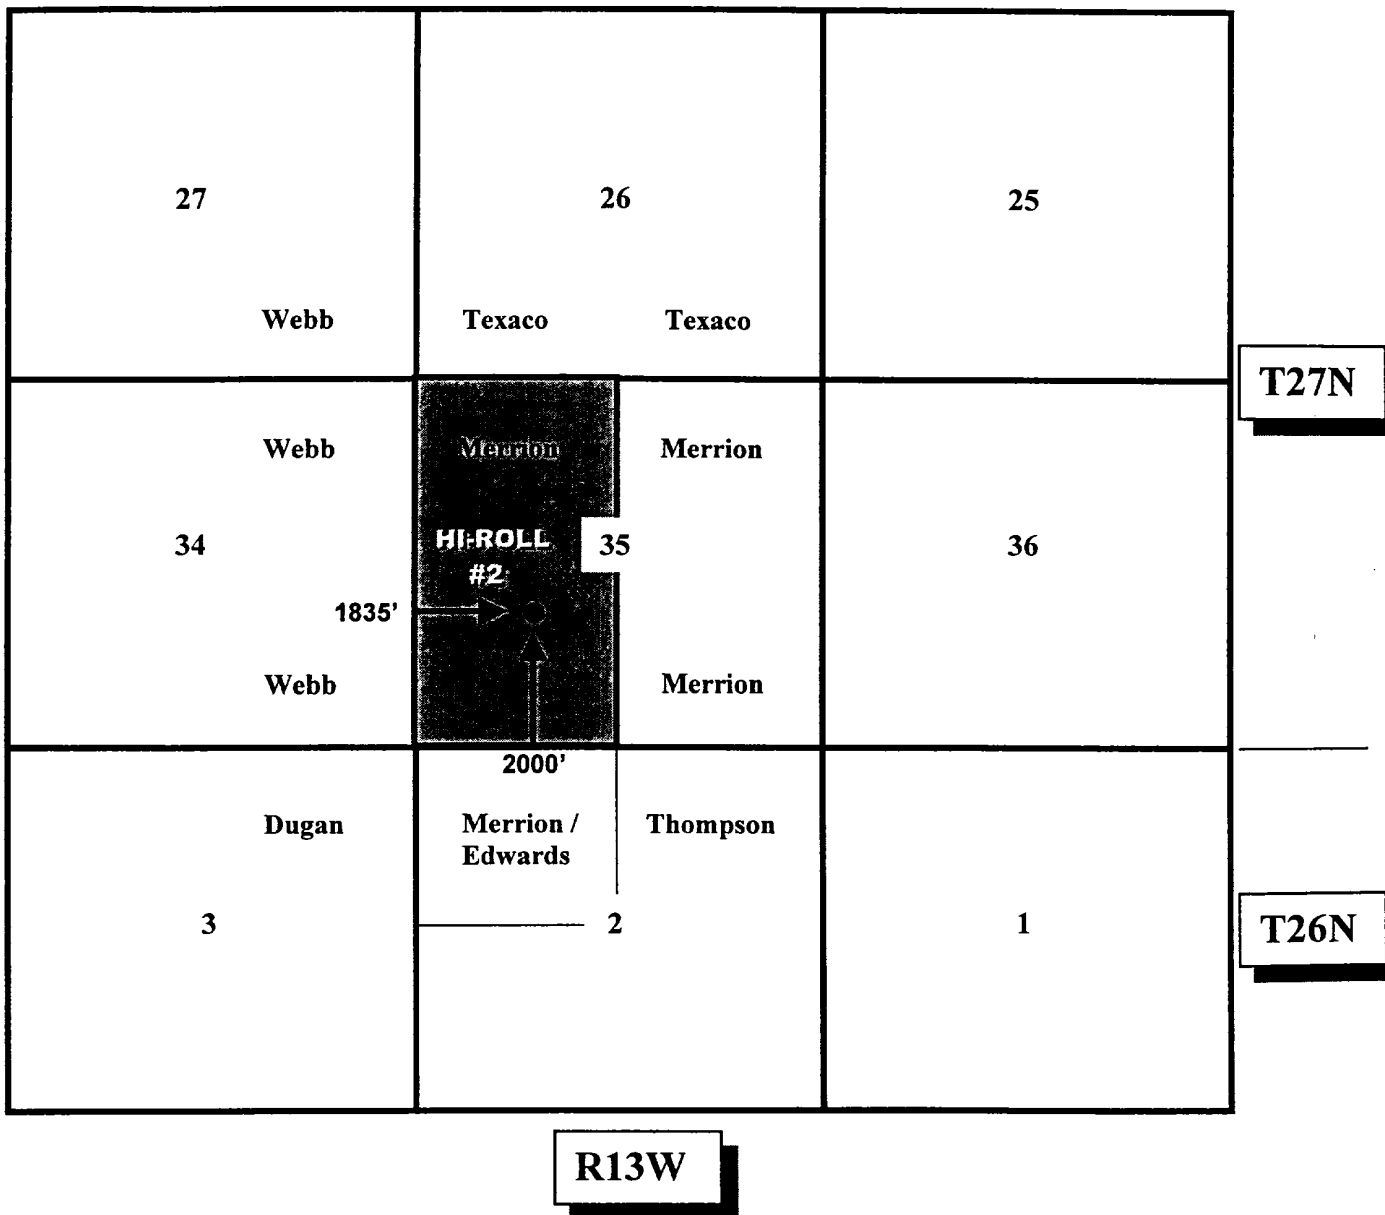 27
26
25
Webb
Texaco
Texaco
T27N
Webb
Merrion
Merrion
34
HI-ROLL
#2
35
36
1835'
Webb
Merrion
2000'
Dugan
Merrion /
Edwards
Thompson
3
2
1
T26N
R13W